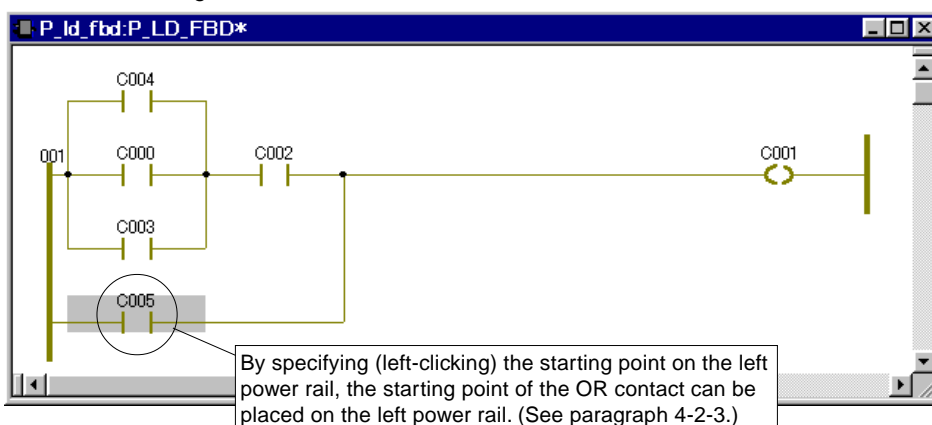 P_ld_fbd:P_LD_FBD*
C004
001
C000
C002
C001
C003
C005
By specifying (left-clicking) the starting point on the left
power rail, the starting point of the OR contact can be
placed on the left power rail. (See paragraph 4-2-3.)